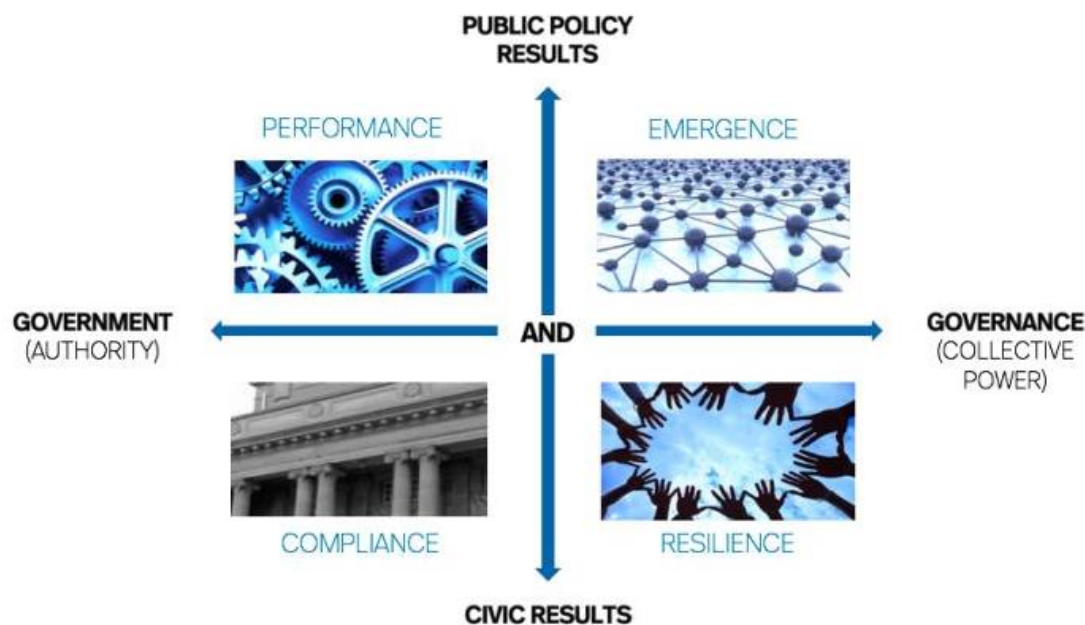 PUBLIC POLICY
RESULTS
PERFORMANCE
EMERGENCE
GOVERNMENT
(AUTHORITY)
AND
GOVERNANCE
(COLLECTIVE
POWER)
COMPLIANCE
RESILIENCE
CIVIC RESULTS